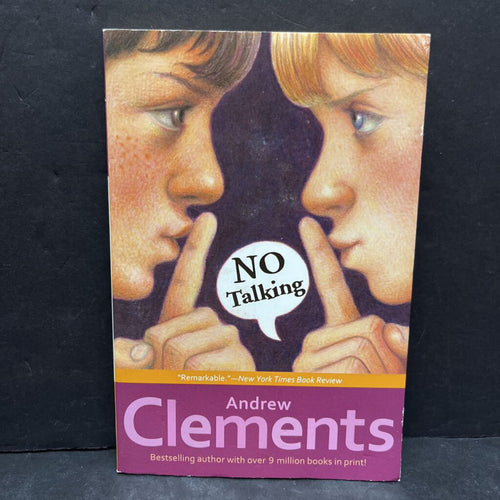 NO
Talking
"Remarkable."—New York Times Book Review
Andrew
Clements
Bestselling author with over 9 million books in print!